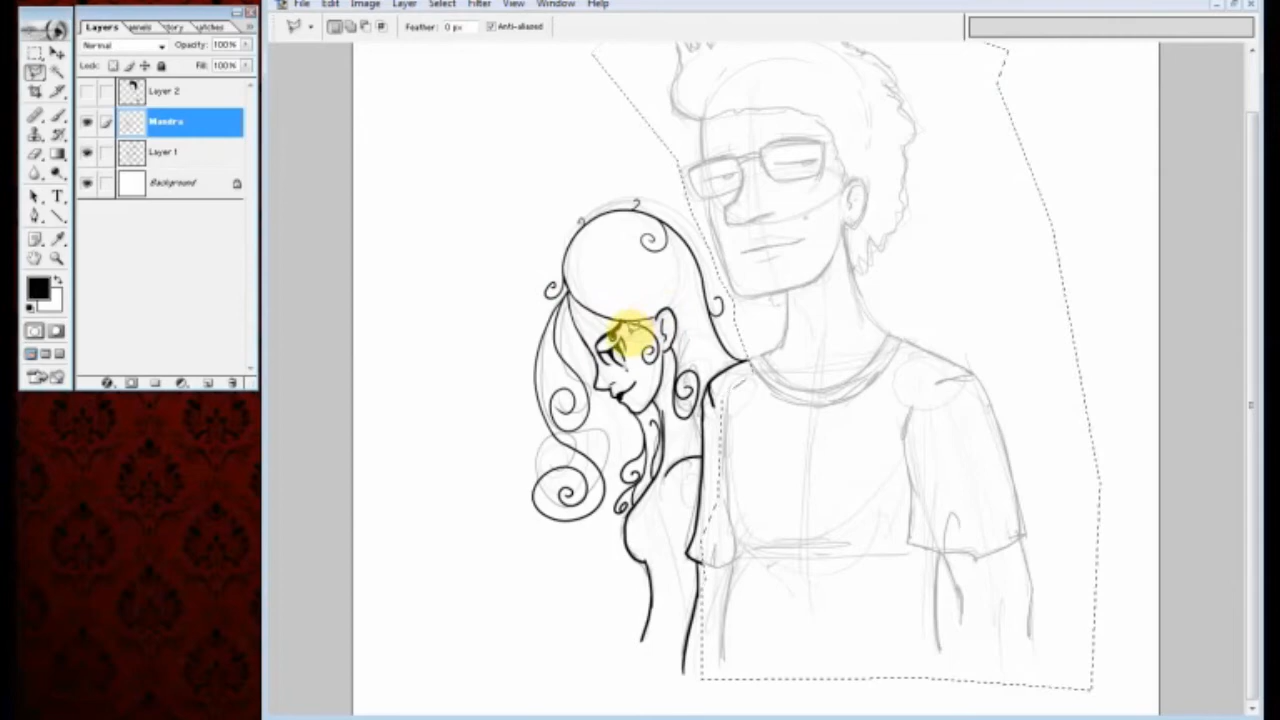 File Edit Image Layer Select Filter View Window Help
Feather: 0 px Anti-aliased
Layers
Normal Opacity: 100%
Lock: Fill: 100%
Layer 2
Layer 1
Background